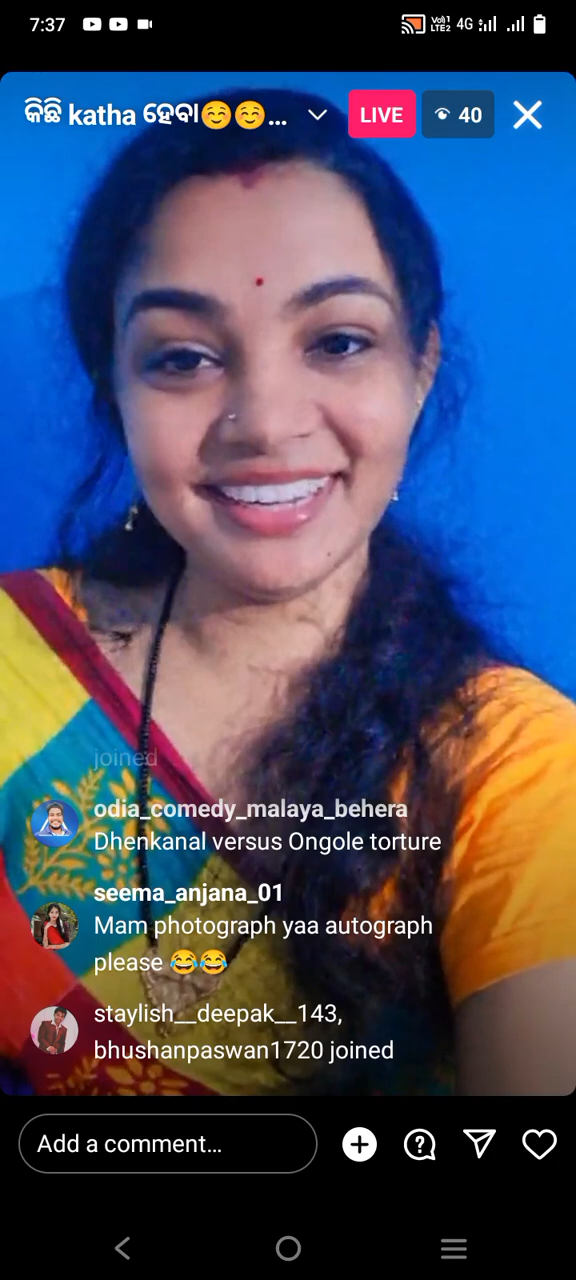 7:37
Vo)) LTE2 4G
କିଛି katha ହେବା☺️☺️...
LIVE
40
joined
odia_comedy_malaya_behera
Dhenkanal versus Ongole torture
seema_anjana_01
Mam photograph yaa autograph
please 😂😂
staylish__deepak__143,
bhushanpaswan1720 joined
Add a comment...